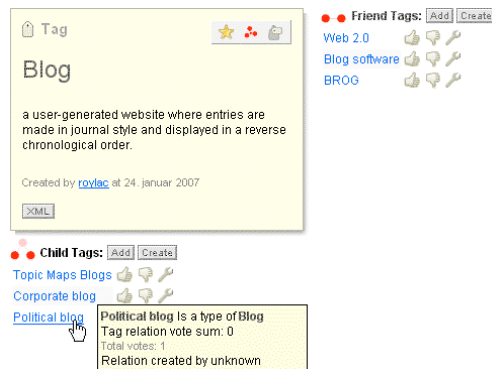 Tag
Blog
a user-generated website where entries are
made in journal style and displayed in a reverse
chronological order.
Created by roylac at 24. januar 2007
XML
Friend Tags: Add Create
Web 2.0
Blog software
BROG
Child Tags: Add Create
Topic Maps Blogs
Corporate blog
Political blog
Political blog Is a type of Blog
Tag relation vote sum: 0
Total votes: 1
Relation created by unknown